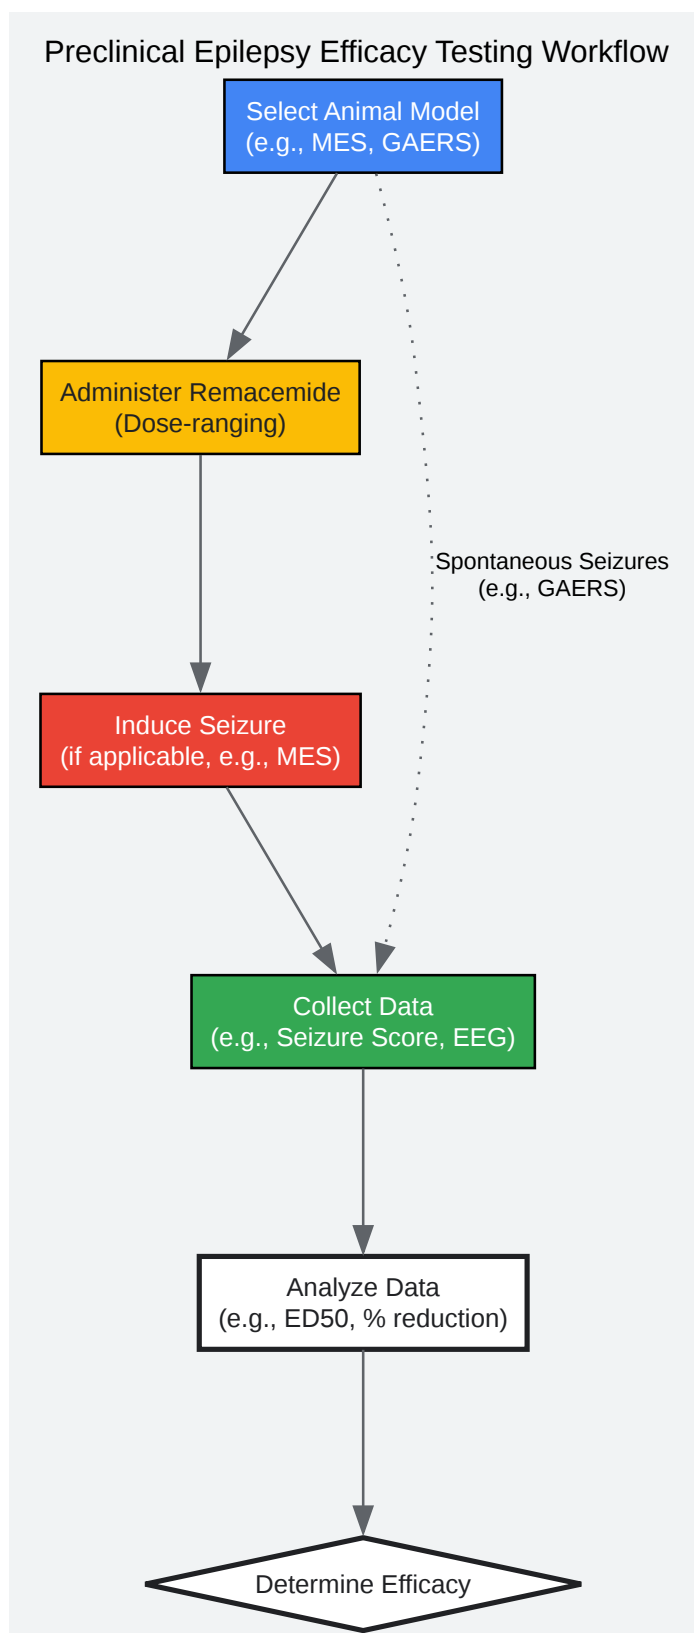 Preclinical Epilepsy Efficacy Testing Workflow
Select Animal Model
(e.g., MES, GAERS)
Administer Remacemide
(Dose-ranging)
Spontaneous Seizures
(e.g., GAERS)
Induce Seizure
(if applicable, e.g., MES)
Collect Data
(e.g., Seizure Score, EEG)
Analyze Data
(e.g., ED50, % reduction)
Determine Efficacy